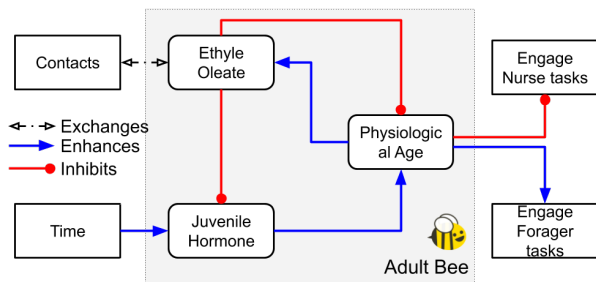 Contacts
Ethyle
Oleate
Engage
Nurse tasks
Exchanges
Enhances
Inhibits
Physiologic
al Age
Time
Juvenile
Hormone
Engage
Forager
tasks
Adult Bee